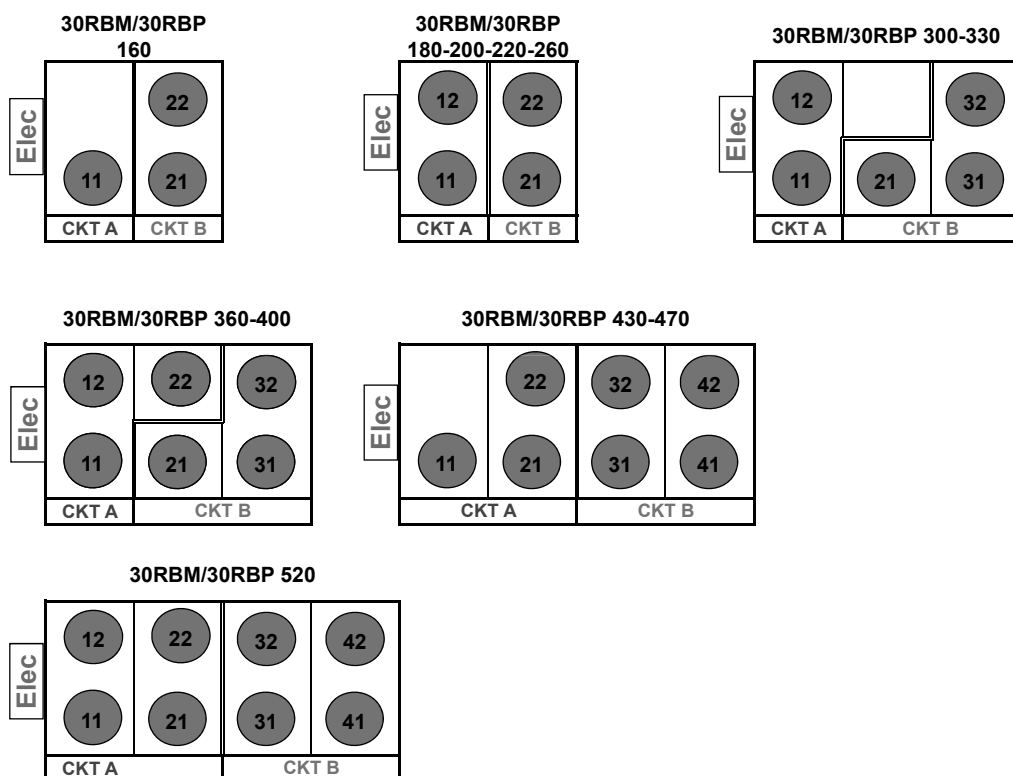 30RBM/30RBP
160
Elec
22
11
21
CKT A
CKT B
30RBM/30RBP
180-200-220-260
Elec
12
22
11
21
CKT A
CKT B
30RBM/30RBP 300-330
Elec
12
32
11
21
31
CKT A
CKT B
30RBM/30RBP 360-400
Elec
12
22
32
11
21
31
CKT A
CKT B
30RBM/30RBP 430-470
Elec
22
32
42
11
21
31
41
CKT A
CKT B
30RBM/30RBP 520
Elec
12
22
32
42
11
21
31
41
CKT A
CKT B